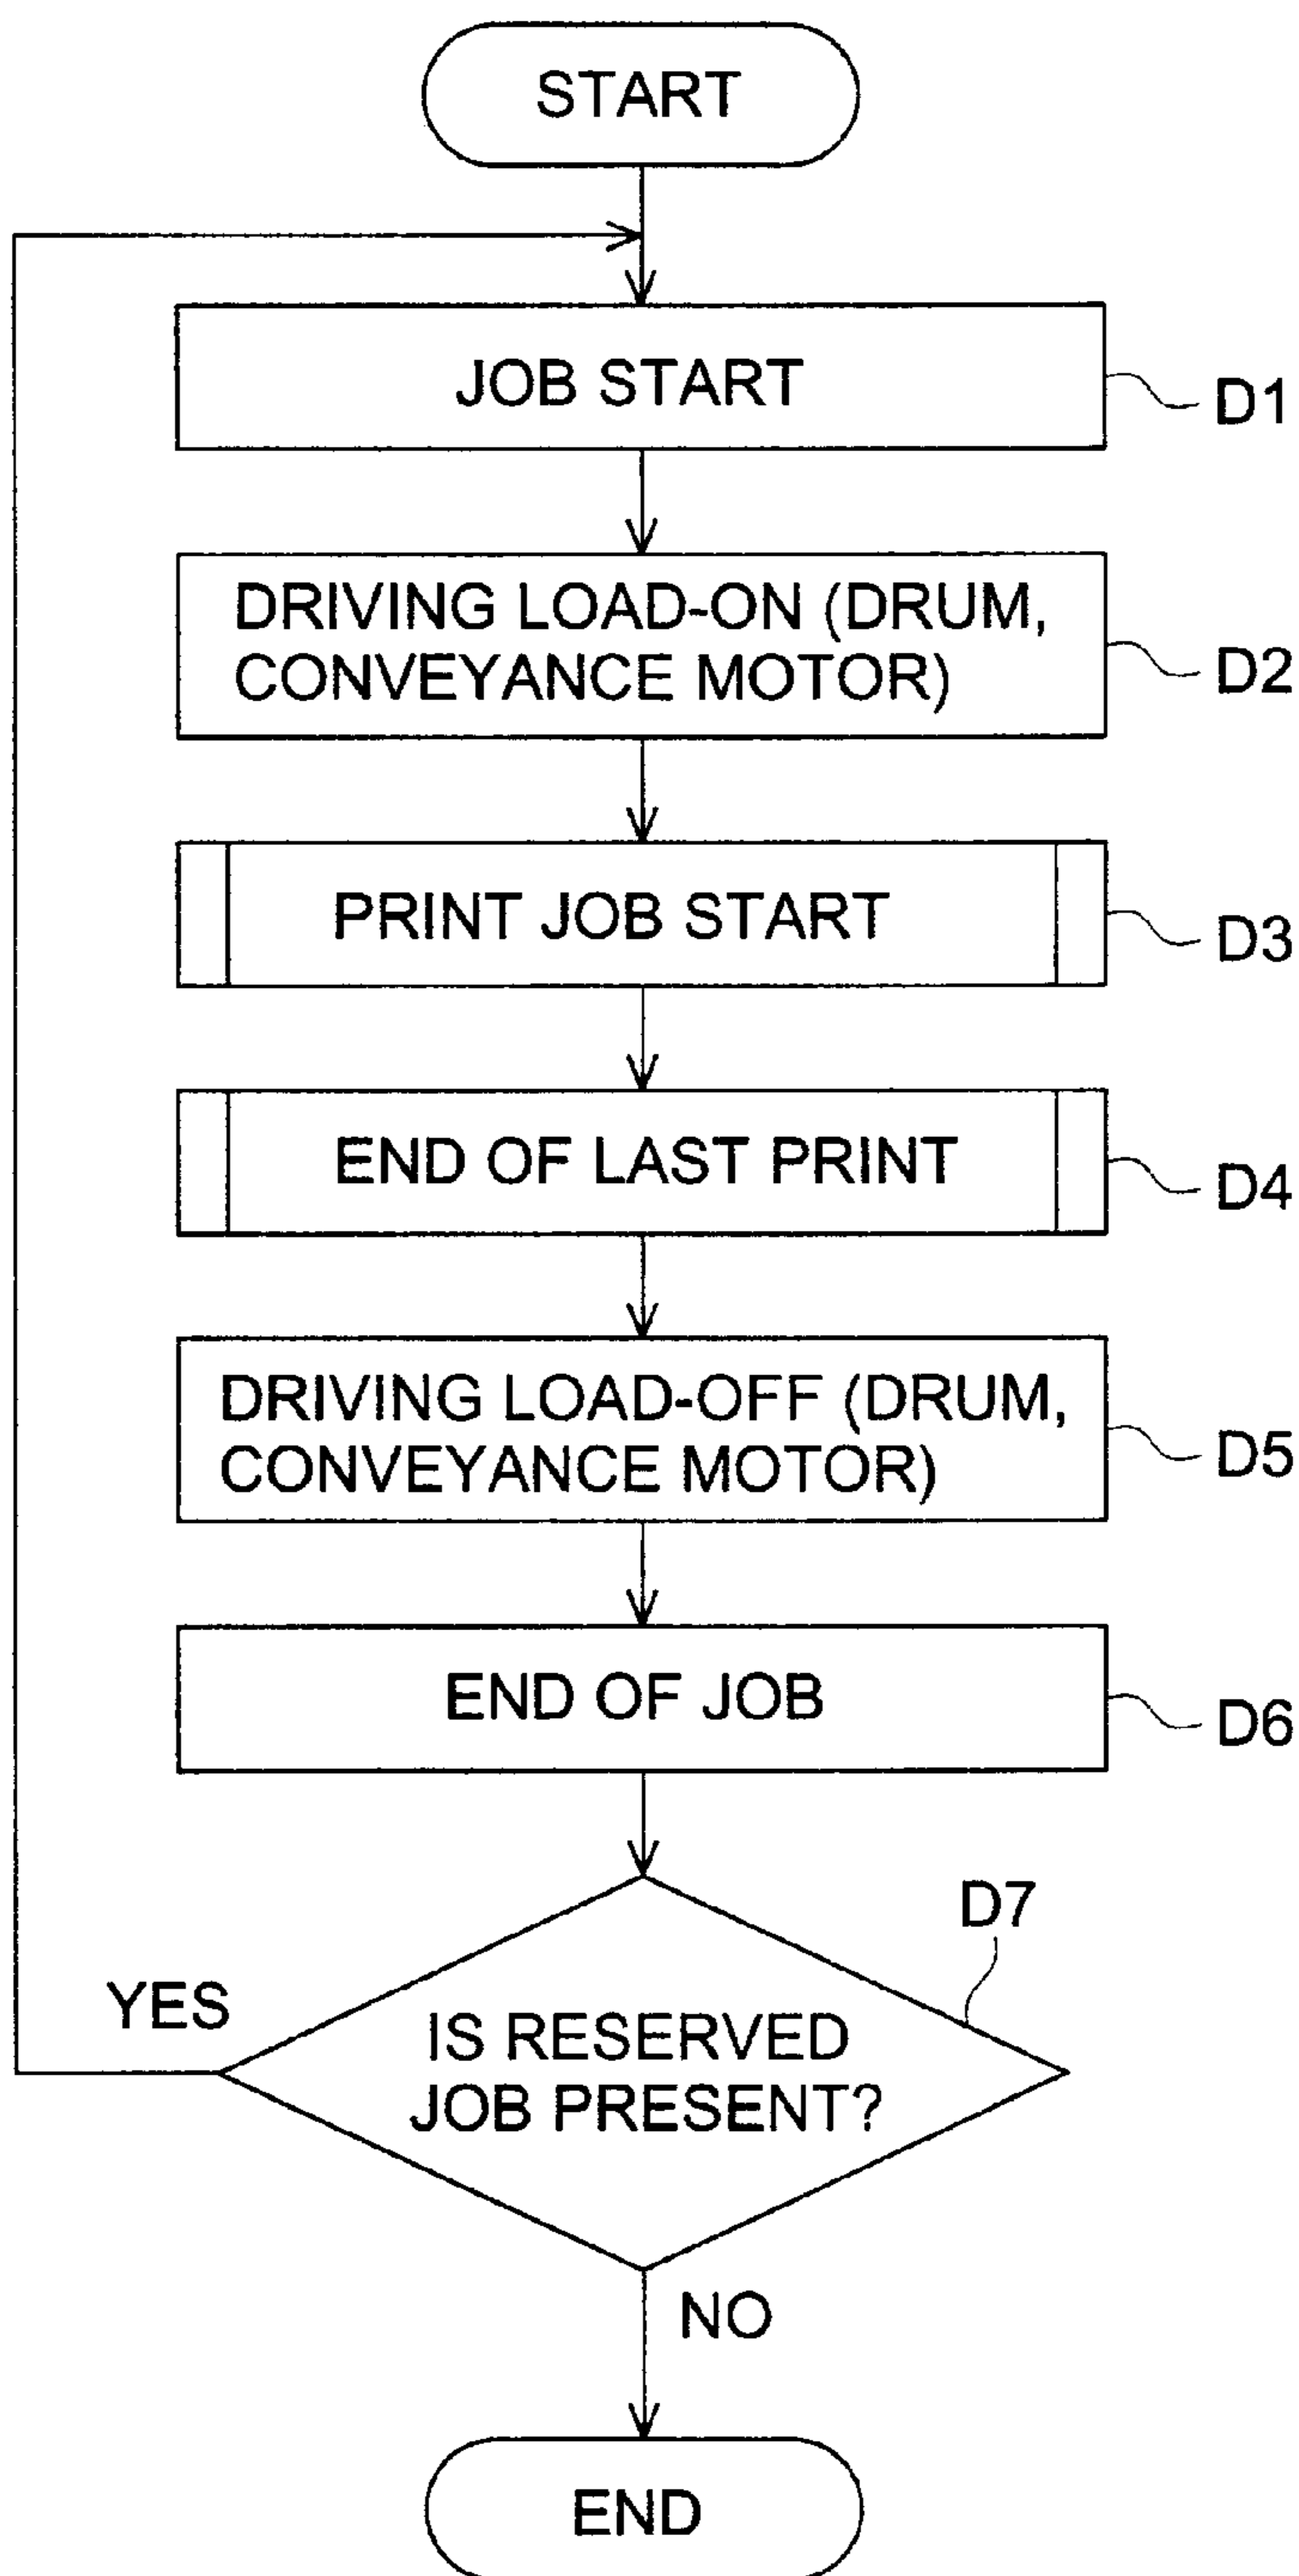 START
JOB START
D1
DRIVING LOAD-ON (DRUM,
CONVEYANCE MOTOR)
D2
PRINT JOB START
D3
END OF LAST PRINT
D4
DRIVING LOAD-OFF (DRUM,
CONVEYANCE MOTOR)
D5
END OF JOB
D6
D7
YES
IS RESERVED
JOB PRESENT?
NO
END